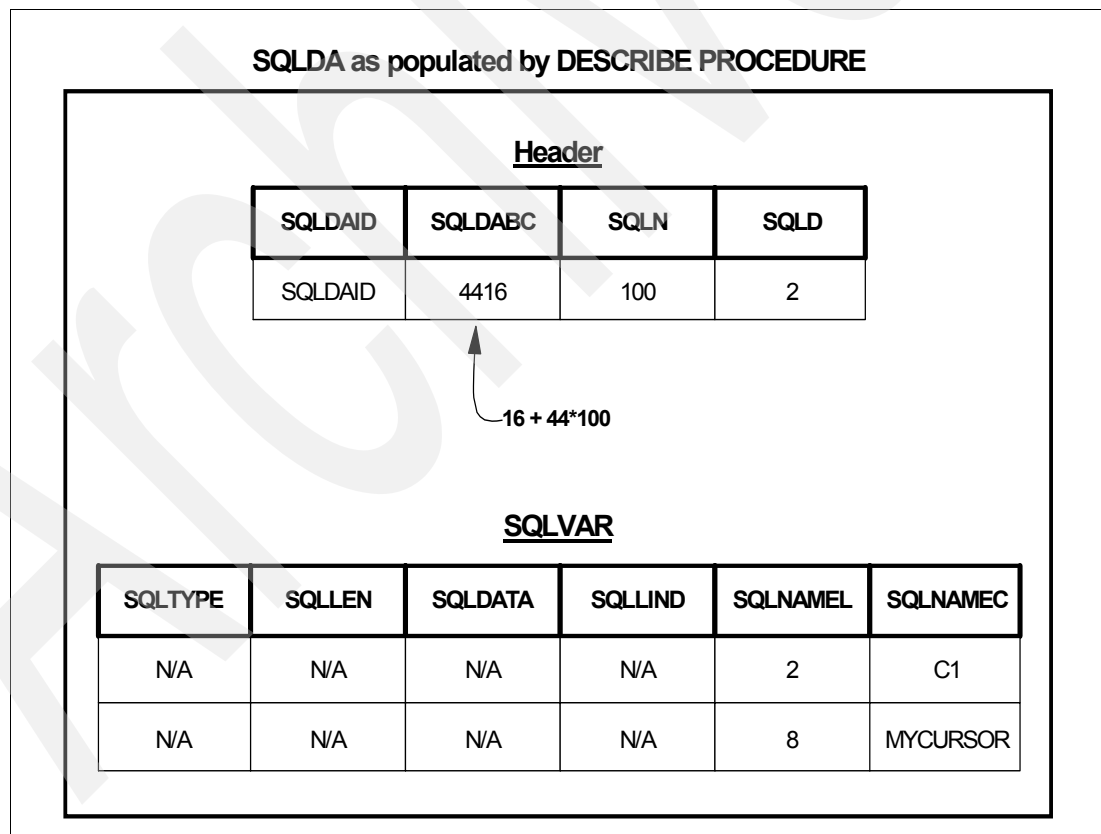 SQLDA as populated by DESCRIBE PROCEDURE
Header
SQLDAID SQLDABC SQLN SQLD
SQLDAID 4416 100 2
16 + 44*100
SQLVAR
SQLTYPE SQLLEN SQLDATA SQLLIND SQLNAMEL SQLNAMEC
N/A N/A N/A N/A 2 C1
N/A N/A N/A N/A 8 MYCURSOR